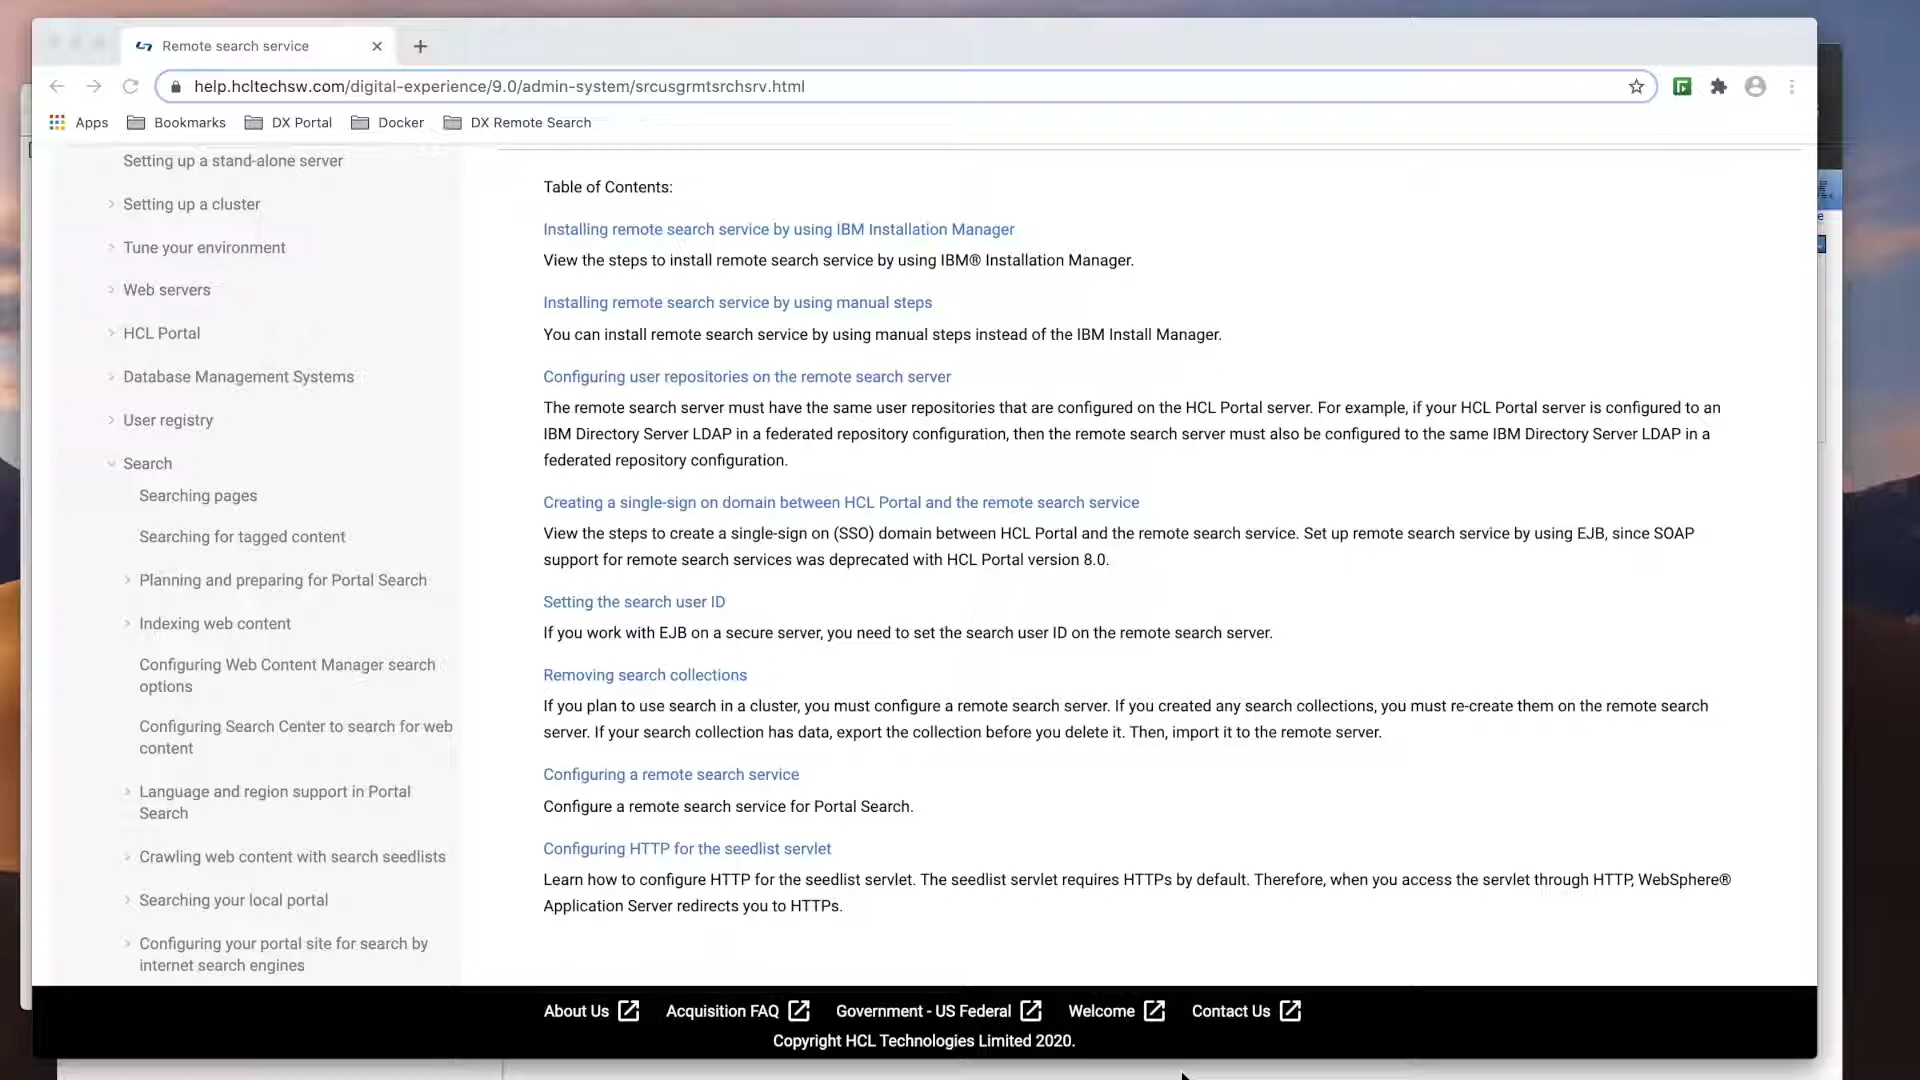 Remote search service
help.hcltechsw.com/digital-experience/9.0/admin-system/srcusgrmtsrchsrv.html
Apps Bookmarks DX Portal Docker DX Remote Search
Setting up a stand-alone server
Setting up a cluster
Tune your environment
Web servers
HCL Portal
Database Management Systems
User registry
Search
Searching pages
Searching for tagged content
Planning and preparing for Portal Search
Indexing web content
Configuring Web Content Manager search
options
Configuring Search Center to search for web
content
Language and region support in Portal
Search
Crawling web content with search seedlists
Searching your local portal
Configuring your portal site for search by
internet search engines
Table of Contents:
Installing remote search service by using IBM Installation Manager
View the steps to install remote search service by using IBM® Installation Manager.
Installing remote search service by using manual steps
You can install remote search service by using manual steps instead of the IBM Install Manager.
Configuring user repositories on the remote search server
The remote search server must have the same user repositories that are configured on the HCL Portal server. For example, if your HCL Portal server is configured to an
IBM Directory Server LDAP in a federated repository configuration, then the remote search server must also be configured to the same IBM Directory Server LDAP in a
federated repository configuration.
Creating a single-sign on domain between HCL Portal and the remote search service
View the steps to create a single-sign on (SSO) domain between HCL Portal and the remote search service. Set up remote search service by using EJB, since SOAP
support for remote search services was deprecated with HCL Portal version 8.0.
Setting the search user ID
If you work with EJB on a secure server, you need to set the search user ID on the remote search server.
Removing search collections
If you plan to use search in a cluster, you must configure a remote search server. If you created any search collections, you must re-create them on the remote search
server. If your search collection has data, export the collection before you delete it. Then, import it to the remote server.
Configuring a remote search service
Configure a remote search service for Portal Search.
Configuring HTTP for the seedlist servlet
Learn how to configure HTTP for the seedlist servlet. The seedlist servlet requires HTTPs by default. Therefore, when you access the servlet through HTTP, WebSphere®
Application Server redirects you to HTTPs.
About Us Acquisition FAQ Government - US Federal Welcome Contact Us
Copyright HCL Technologies Limited 2020.